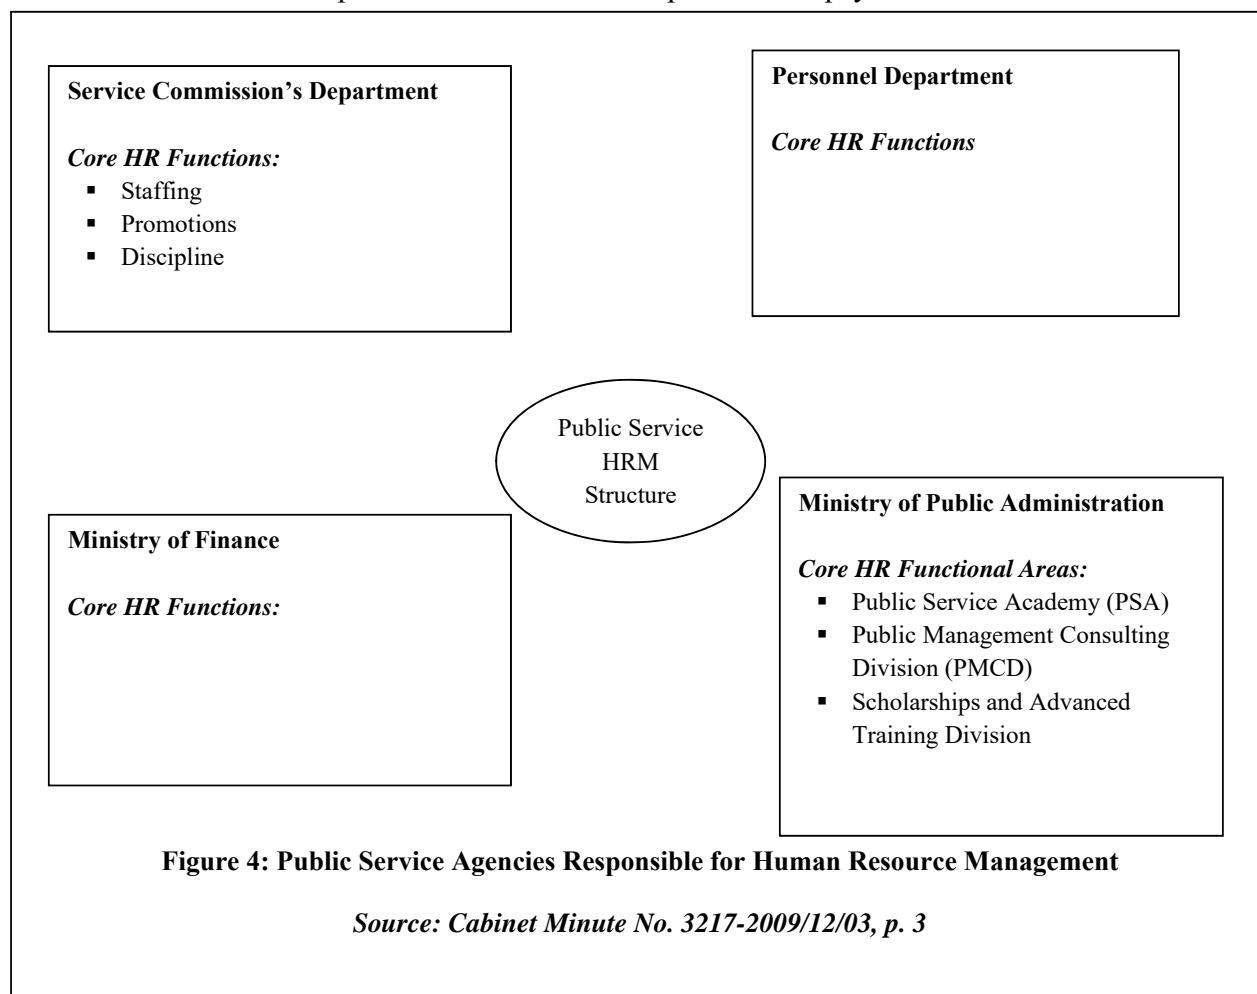 Service Commission's Department
Core HR Functions:
▪ Staffing
▪ Promotions
▪ Discipline
Personnel Department
Core HR Functions
Public Service
HRM
Structure
Ministry of Finance
Core HR Functions:
Ministry of Public Administration
Core HR Functional Areas:
▪ Public Service Academy (PSA)
▪ Public Management Consulting
Division (PMCD)
▪ Scholarships and Advanced
Training Division
Figure 4: Public Service Agencies Responsible for Human Resource Management
Source: Cabinet Minute No. 3217-2009/12/03, p. 3